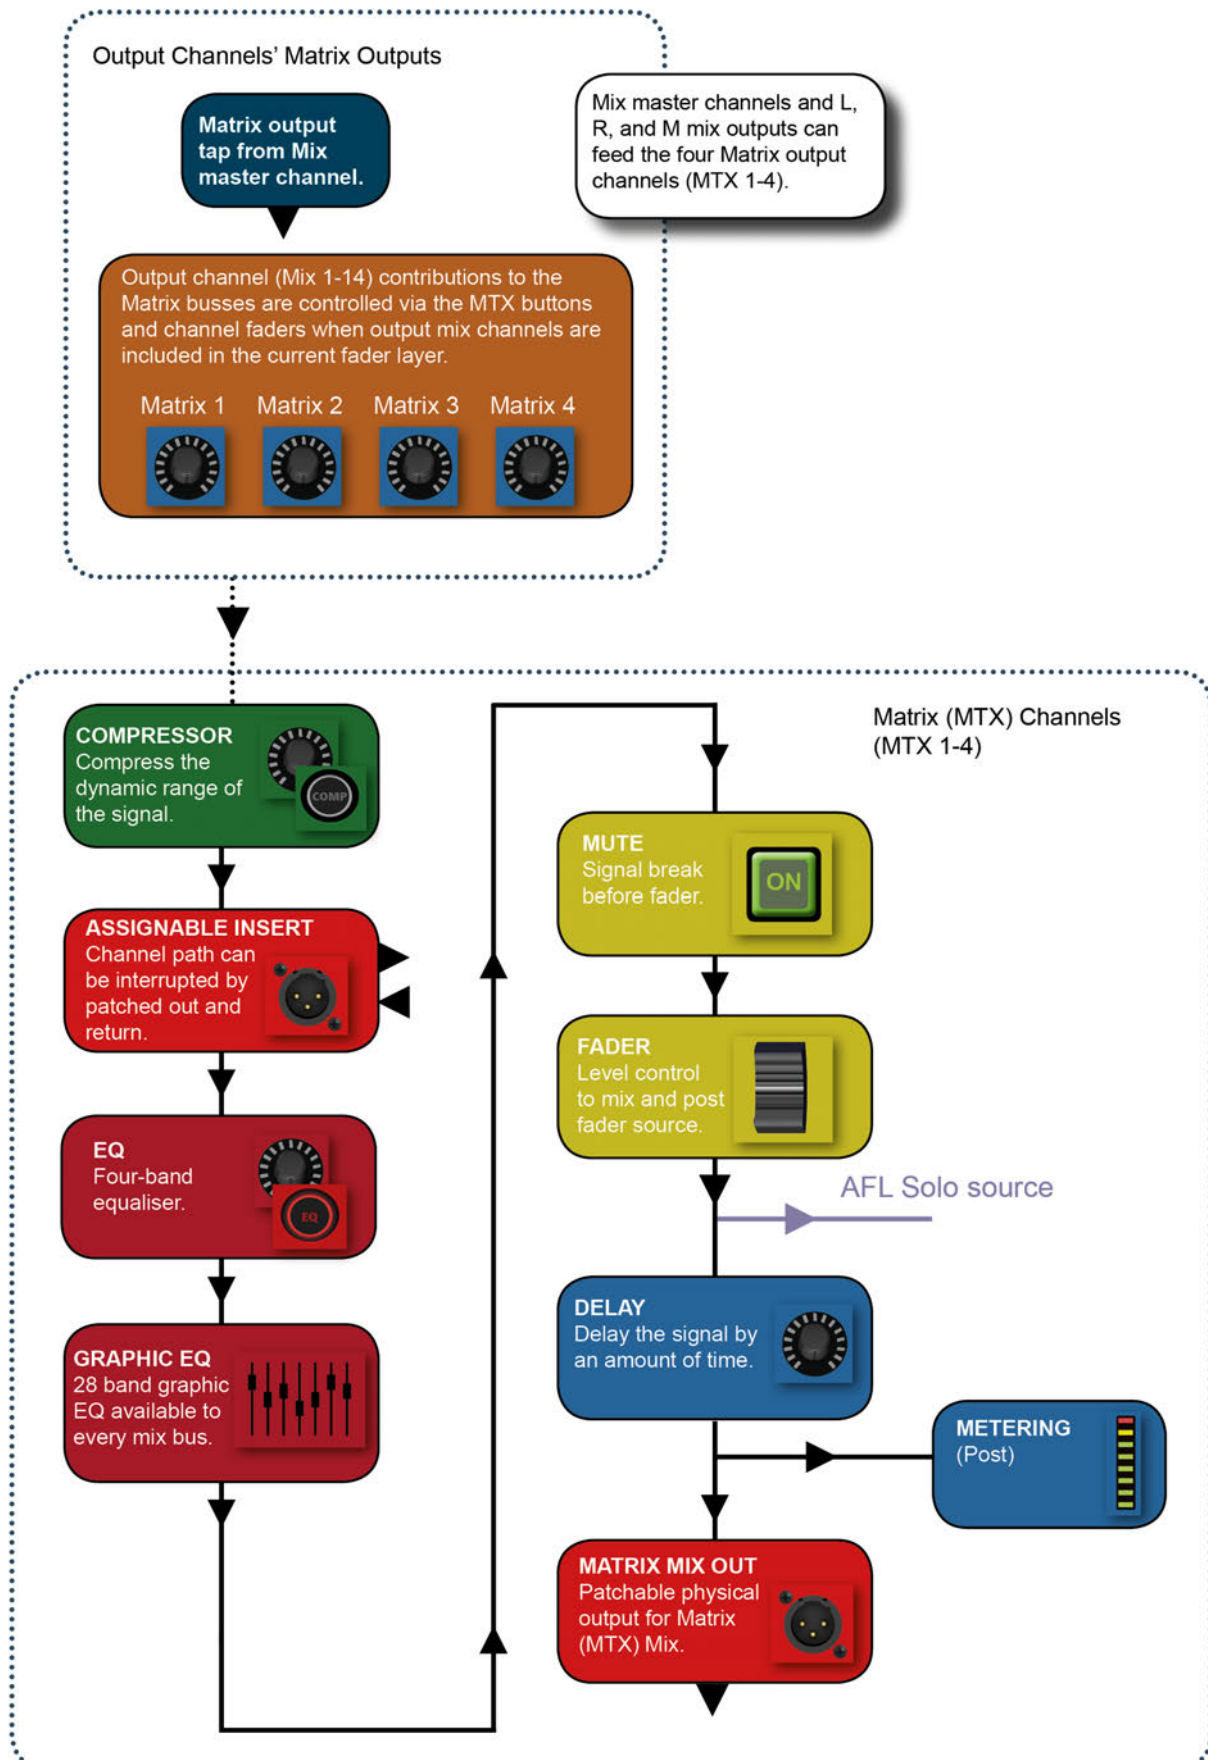 Output Channels’ Matrix Outputs
Matrix output
tap from Mix
master channel.
Mix master channels and L,
R, and M mix outputs can
feed the four Matrix output
channels (MTX 1-4).
Output channel (Mix 1-14) contributions to the
Matrix busses are controlled via the MTX buttons
and channel faders when output mix channels are
included in the current fader layer.
Matrix 1 Matrix 2 Matrix 3 Matrix 4
Matrix (MTX) Channels
(MTX 1-4)
COMPRESSOR
Compress the
dynamic range of
the signal.
COMP
ASSIGNABLE INSERT
Channel path can
be interrupted by
patched out and
return.
EQ
Four-band
equaliser.
EQ
GRAPHIC EQ
28 band graphic
EQ available to
every mix bus.
MUTE
Signal break
before fader.
ON
FADER
Level control
to mix and post
fader source.
AFL Solo source
DELAY
Delay the signal by
an amount of time.
METERING
(Post)
MATRIX MIX OUT
Patchable physical
output for Matrix
(MTX) Mix.